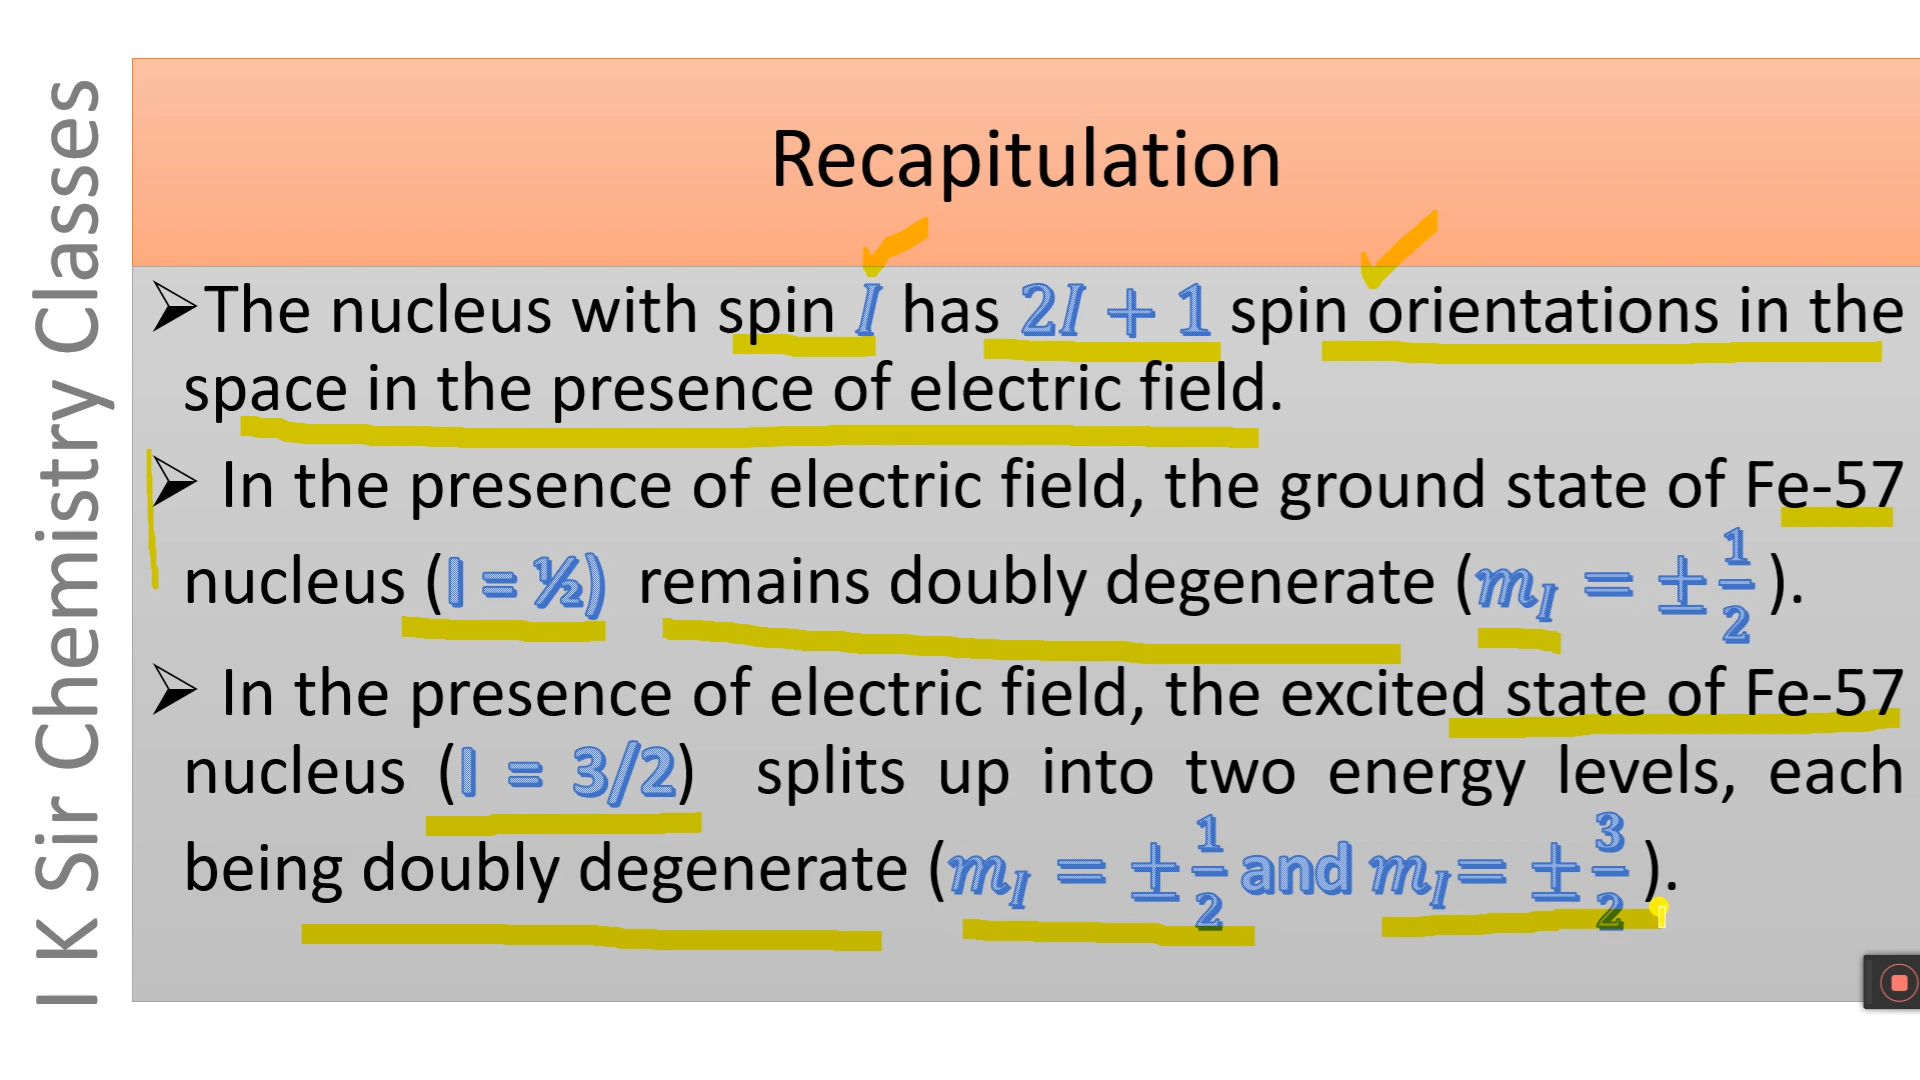 I K Sir Chemistry Classes
Recapitulation
➢The nucleus with spin I has 2I + 1 spin orientations in the
space in the presence of electric field.
➢ In the presence of electric field, the ground state of Fe-57
nucleus (I = ½) remains doubly degenerate (m_I = ±1/2).
➢ In the presence of electric field, the excited state of Fe-57
nucleus (I = 3/2) splits up into two energy levels, each
being doubly degenerate (m_I = ±1/2 and m_I = ±3/2).